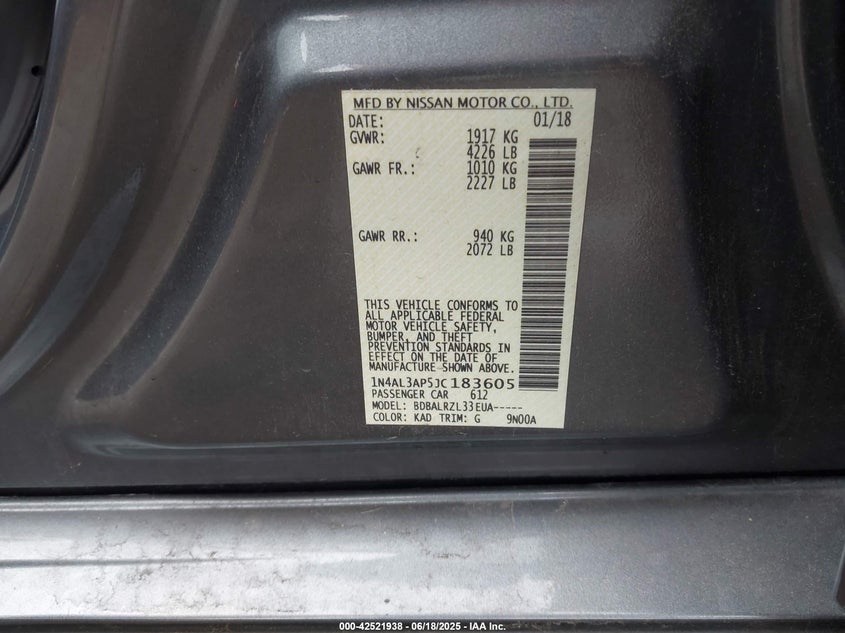 MFD BY NISSAN MOTOR CO., LTD.
DATE: 01/18
GVWR: 1917 KG
4226 LB
GAWR FR.: 1010 KG
2227 LB
GAWR RR.: 940 KG
2072 LB
THIS VEHICLE CONFORMS TO
ALL APPLICABLE FEDERAL
MOTOR VEHICLE SAFETY,
BUMPER, AND THEFT
PREVENTION STANDARDS IN
EFFECT ON THE DATE OF
MANUFACTURE SHOWN ABOVE.
1N4AL3AP5JC183605
PASSENGER CAR 612
MODEL: BDBALRZL33EUA-----
COLOR: KAD TRIM: G 9N00A
000-42521938 - 06/18/2025 - IAA Inc.